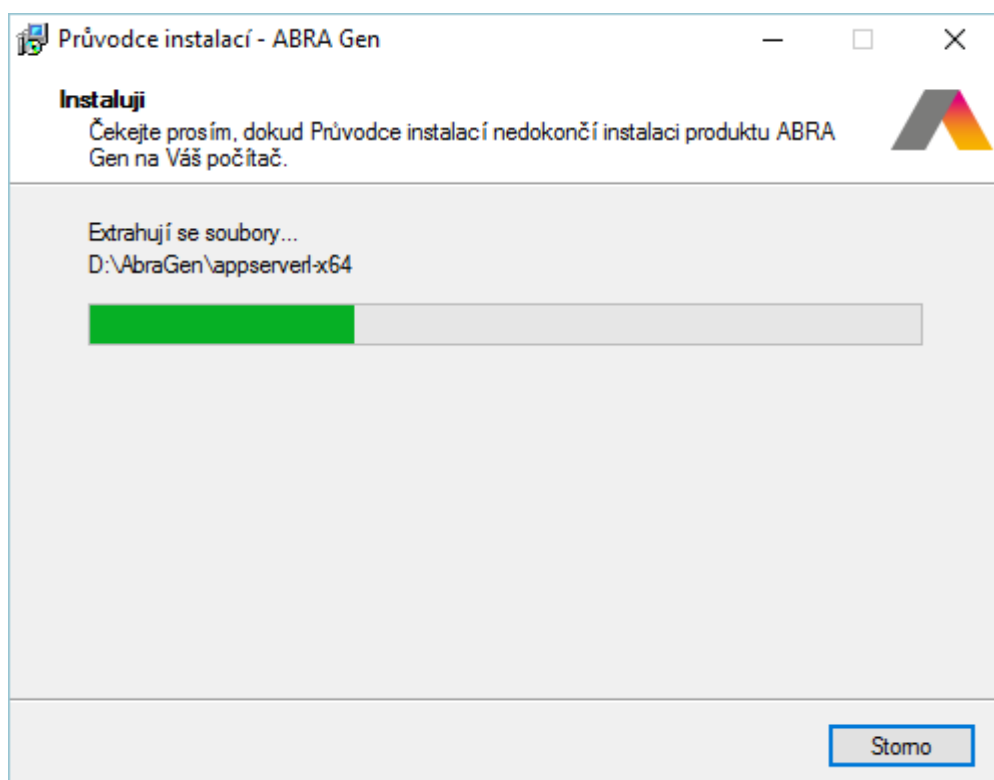 Průvodce instalací - ABRA Gen
Instaluji
Čekejte prosím, dokud Průvodce instalací nedokončí instalaci produktu ABRA
Gen na Váš počítač.
Extrahují se soubory...
D:\AbraGen\appserverl-x64
Storno